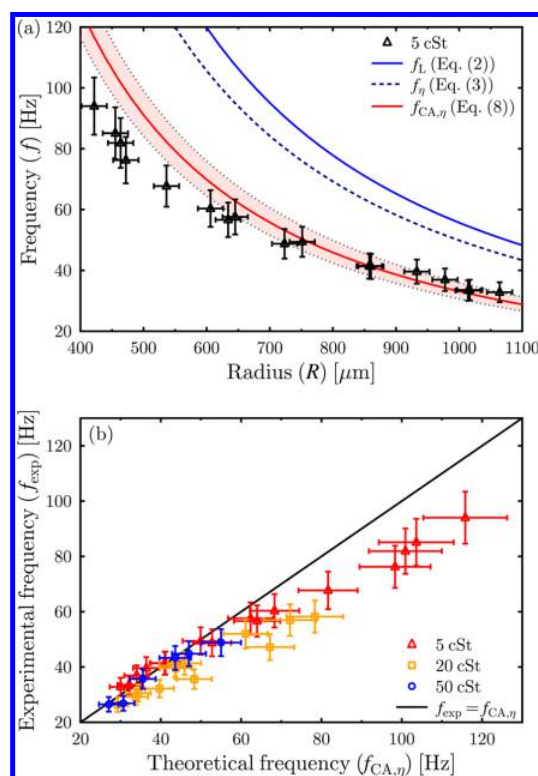 (a)
120
100
80
60
40
20
Frequency (f) [Hz]
5 cSt
f_L (Eq. (2))
f_η (Eq. (3))
f_CA,η (Eq. (8))
400 500 600 700 800 900 1000 1100
Radius (R) [μm]
(b)
120
100
80
60
40
20
Experimental frequency (f_exp) [Hz]
5 cSt
20 cSt
50 cSt
f_exp = f_CA,η
20 40 60 80 100 120
Theoretical frequency (f_CA,η) [Hz]